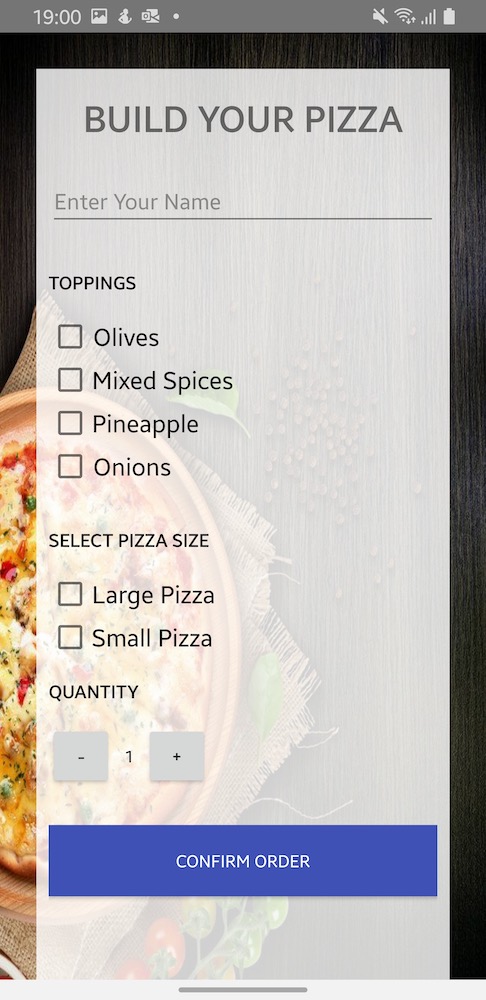 19:00
BUILD YOUR PIZZA
Enter Your Name
TOPPINGS
Olives
Mixed Spices
Pineapple
Onions
SELECT PIZZA SIZE
Large Pizza
Small Pizza
QUANTITY
- 1 +
CONFIRM ORDER